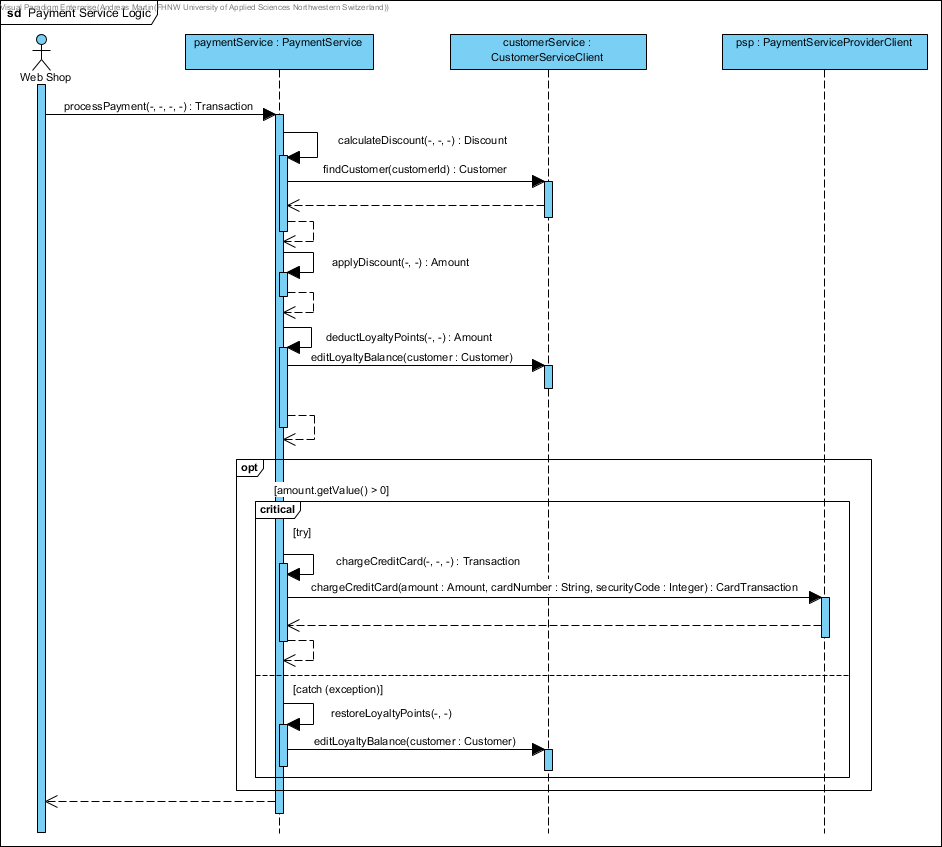 Visual Paradigm Enterprise(Andreas Martin(FHNW University of Applied Sciences Northwestern Switzerland))
sd Payment Service Logic
Web Shop
paymentService : PaymentService
customerService :
CustomerServiceClient
psp : PaymentServiceProviderClient
processPayment(-, -, -, -) : Transaction
calculateDiscount(-, -, -) : Discount
findCustomer(customerId) : Customer
applyDiscount(-, -) : Amount
deductLoyaltyPoints(-, -) : Amount
editLoyaltyBalance(customer : Customer)
opt
[amount.getValue() > 0]
critical
[try]
chargeCreditCard(-, -, -) : Transaction
chargeCreditCard(amount : Amount, cardNumber : String, securityCode : Integer) : CardTransaction
[catch (exception)]
restoreLoyaltyPoints(-, -)
editLoyaltyBalance(customer : Customer)